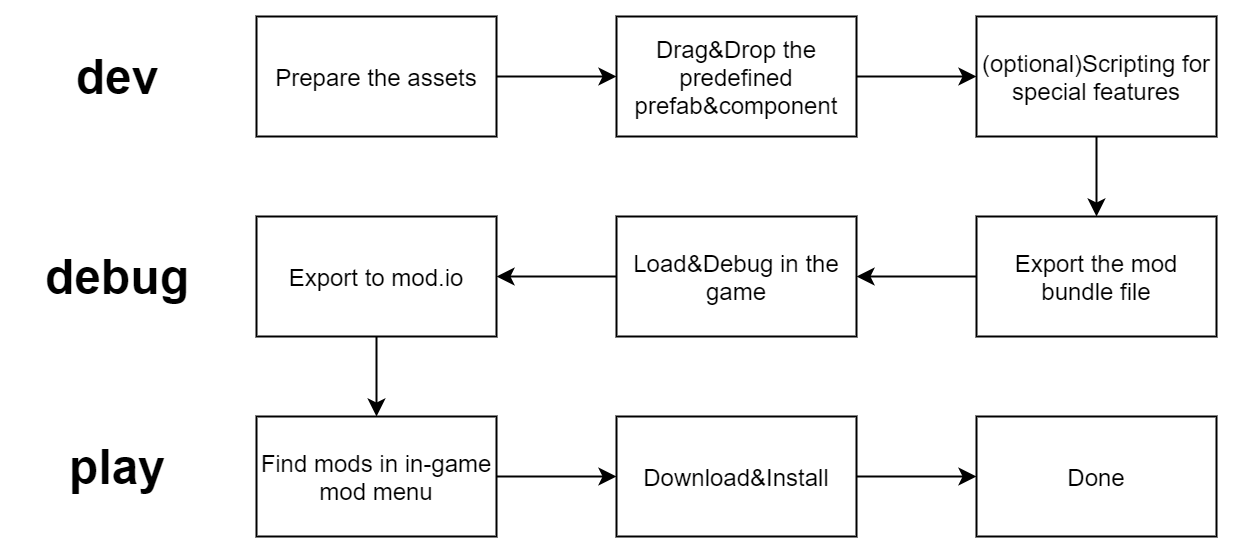 dev
Prepare the assets
Drag&Drop the
predefined
prefab&component
(optional)Scripting for
special features
debug
Export to mod.io
Load&Debug in the
game
Export the mod
bundle file
play
Find mods in in-game
mod menu
Download&Install
Done